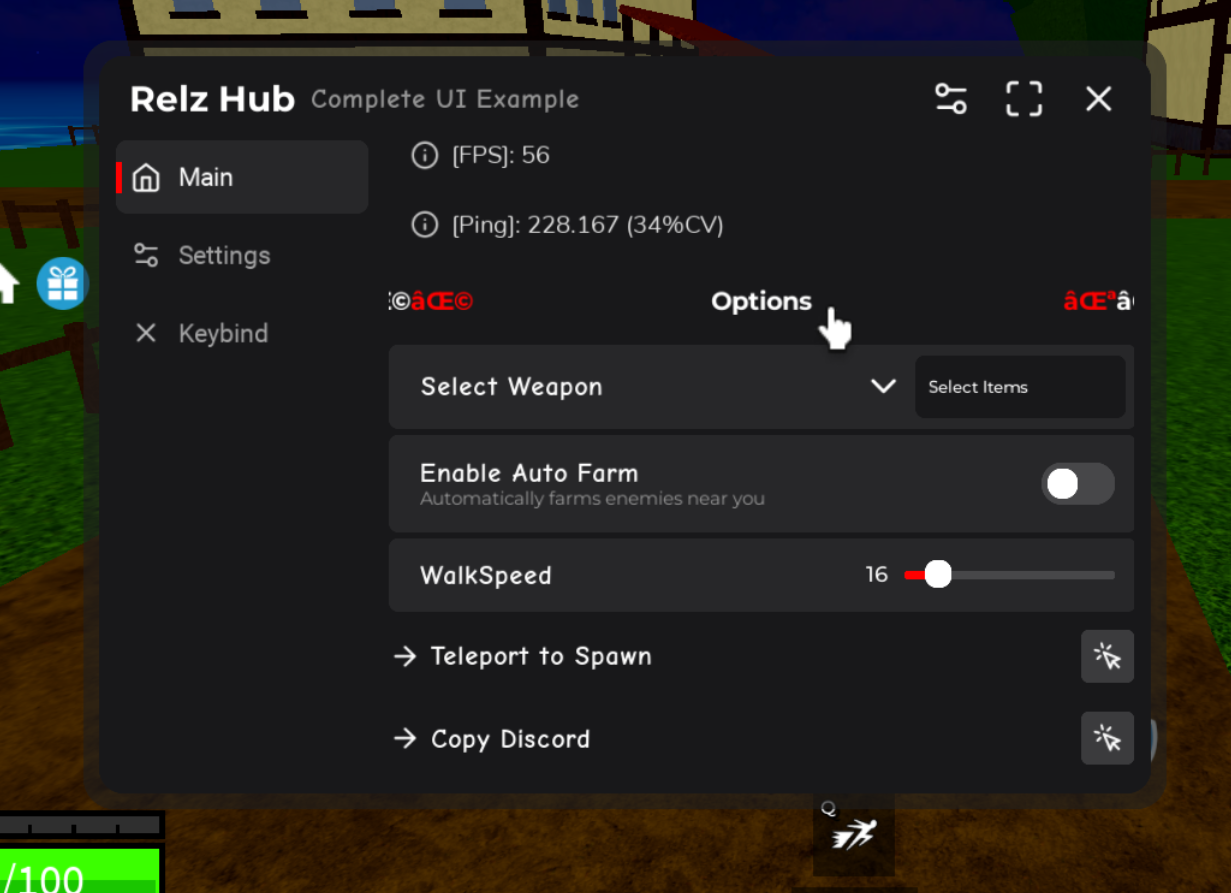 Relz Hub Complete UI Example
Main
Settings
Keybind
[FPS]: 56
[Ping]: 228.167 (34%CV)
©âŒ© Options âŒªâ
Select Weapon Select Items
Enable Auto Farm
Automatically farms enemies near you
WalkSpeed 16
Teleport to Spawn
Copy Discord
Q
/100